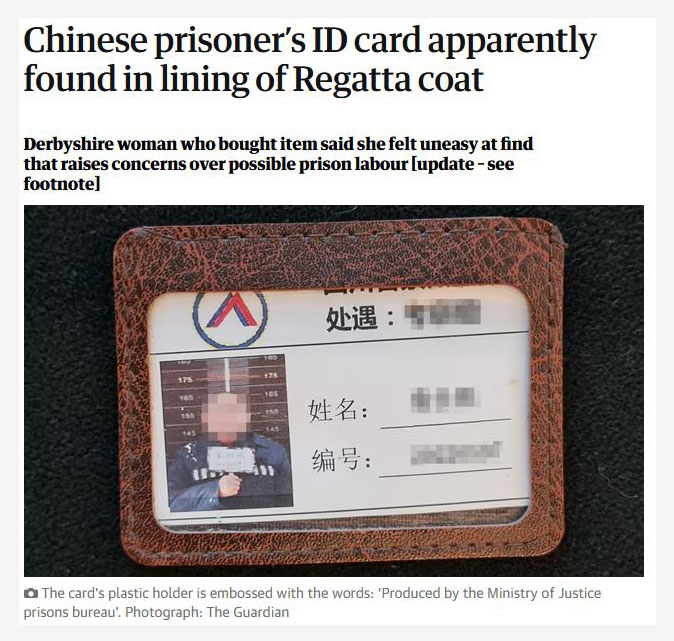 Chinese prisoner’s ID card apparently
found in lining of Regatta coat
Derbyshire woman who bought item said she felt uneasy at find
that raises concerns over possible prison labour [update – see
footnote]
处遇：
175
175
165
165
155
155
145
145
姓名：
编号：
The card’s plastic holder is embossed with the words: ‘Produced by the Ministry of Justice
prisons bureau’. Photograph: The Guardian